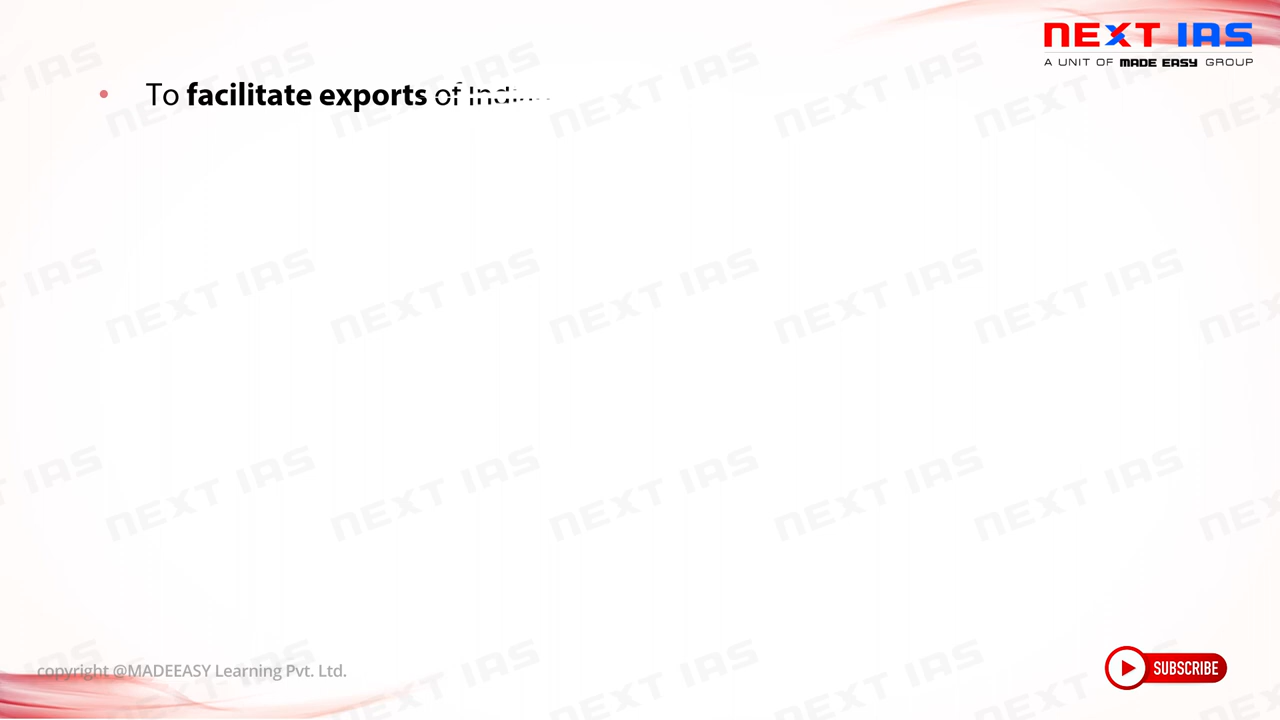 NEXT IAS
A UNIT OF MADE EASY GROUP
• To facilitate exports of
copyright @MADEEASY Learning Pvt. Ltd.
SUBSCRIBE